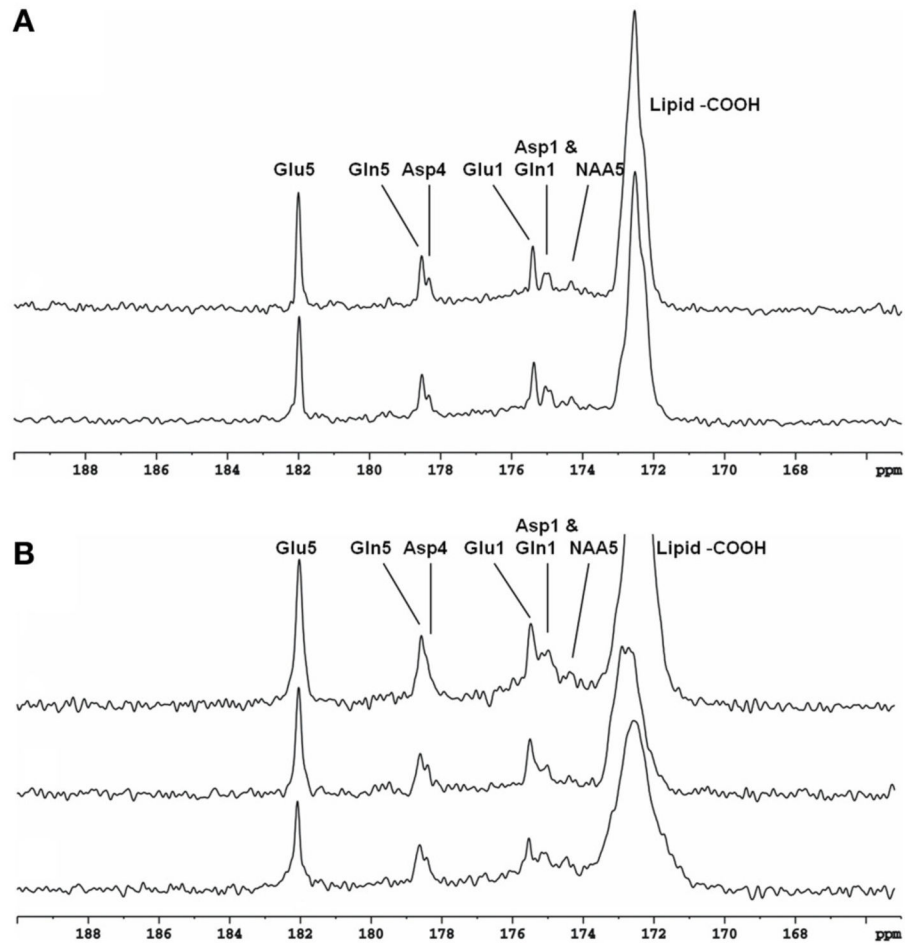 A
Lipid -COOH
Asp1 &
Glu5 Gln5 Asp4 Glu1 Gln1 NAA5
188 186 184 182 180 178 176 174 172 170 168 ppm
B
Asp1 &
Glu5 Gln5 Asp4 Glu1 Gln1 NAA5 Lipid -COOH
188 186 184 182 180 178 176 174 172 170 168 ppm